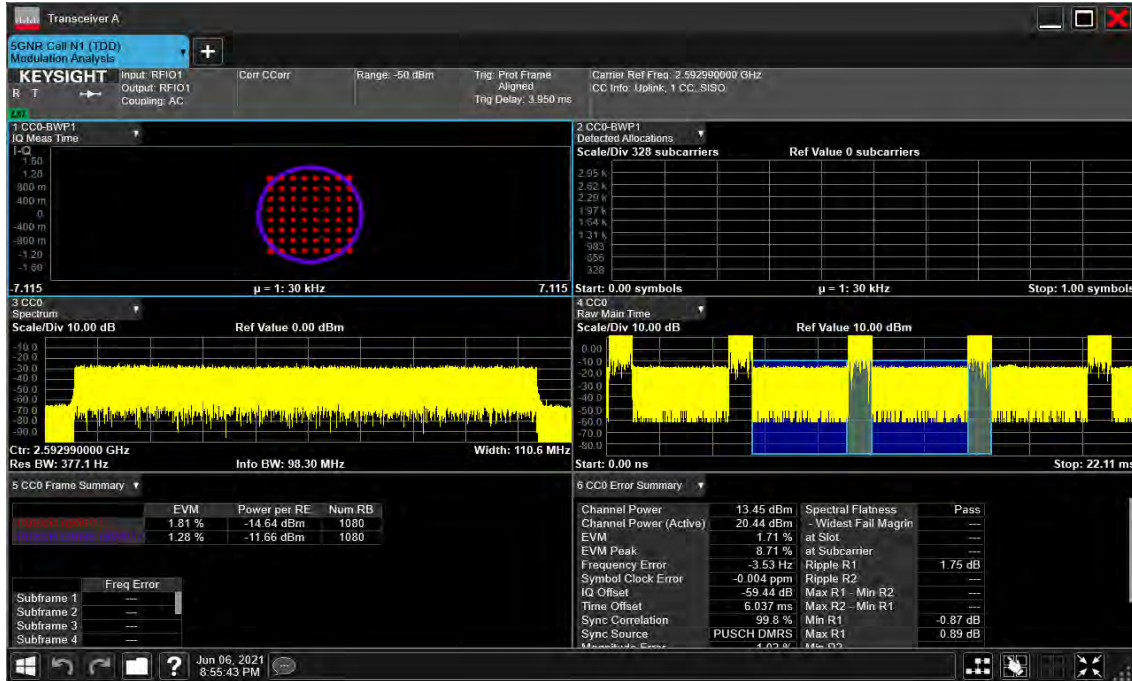 Transceiver A
5GNR Cell N1 (TDD)
Modulation Analysis
+
KEYSIGHT
R T
Input: RFIO1
Output: RFIO1
Coupling: AC
Corr CCorr
Range: -50 dBm
Trig: Prot Frame
Aligned
Trig Delay: 3.950 ms
Carrier Ref Freq: 2.592990000 GHz
CC Info: Uplink, 1 CC, SISO
1 CC0-BWP1
IQ Meas Time
I-Q
1.60
1.20
800 m
400 m
0
-400 m
-800 m
-1.20
-1.60
-7.115 µ = 1: 30 kHz 7.115
2 CC0-BWP1
Detected Allocations
Scale/Div 328 subcarriers Ref Value 0 subcarriers
2.95 k
2.62 k
2.29 k
1.97 k
1.64 k
1.31 k
983
656
328
Start: 0.00 symbols µ = 1: 30 kHz Stop: 1.00 symbols
3 CC0
Spectrum
Scale/Div 10.00 dB Ref Value 0.00 dBm
-10.0
-20.0
-30.0
-40.0
-50.0
-60.0
-70.0
-80.0
-90.0
Ctr: 2.592990000 GHz Width: 110.6 MHz
Res BW: 377.1 Hz Info BW: 98.30 MHz
4 CC0
Raw Main Time
Scale/Div 10.00 dB Ref Value 10.00 dBm
0.00
-10.0
-20.0
-30.0
-40.0
-50.0
-60.0
-70.0
-80.0
Start: 0.00 ns Stop: 22.11 ms
5 CC0 Frame Summary
EVM Power per RE Num RB
1.81 % -14.64 dBm 1080
1.28 % -11.66 dBm 1080
Freq Error
Subframe 1 ---
Subframe 2 ---
Subframe 3 ---
Subframe 4 ---
6 CC0 Error Summary
Channel Power 13.45 dBm Spectral Flatness Pass
Channel Power (Active) 20.44 dBm - Widest Fail Magrin ---
EVM 1.71 % at Slot ---
EVM Peak 8.71 % at Subcarrier ---
Frequency Error -3.53 Hz Ripple R1 1.75 dB
Symbol Clock Error -0.004 ppm Ripple R2 ---
IQ Offset -59.44 dB Max R1 - Min R2 ---
Time Offset 6.037 ms Max R2 - Min R1 ---
Sync Correlation 99.8 % Min R1 -0.87 dB
Sync Source PUSCH DMRS Max R1 0.89 dB
Magnitude Error 1.02 % Min R2
?
Jun 06, 2021
8:55:43 PM